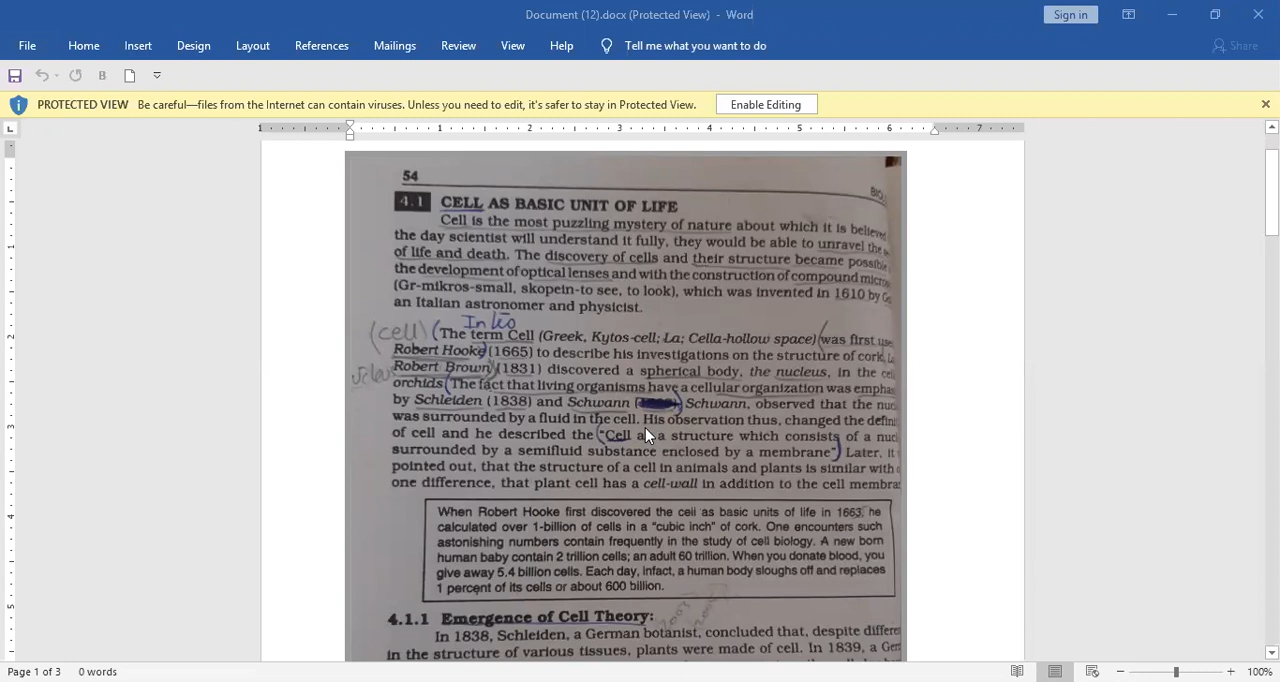 Document (12).docx (Protected View) - Word
Sign in
File Home Insert Design Layout References Mailings Review View Help Tell me what you want to do
Share
PROTECTED VIEW Be careful—files from the Internet can contain viruses. Unless you need to edit, it's safer to stay in Protected View. Enable Editing
1 1 2 3 4 5 6 7
54
BIO
4.1 CELL AS BASIC UNIT OF LIFE
Cell is the most puzzling mystery of nature about which it is believed
the day scientist will understand it fully, they would be able to unravel the
of life and death. The discovery of cells and their structure became possible
the development of optical lenses and with the construction of compound micros
(Gr-mikros-small, skopein-to see, to look), which was invented in 1610 by
an Italian astronomer and physicist.
(cell) (The term Cell (Greek, Kytos-cell; La; Cella-hollow space) (was first use
Robert Hooke) (1665) to describe his investigations on the structure of cork,
Robert Brown) (1831) discovered a spherical body, the nucleus, in the ce
orchids (The fact that living organisms have a cellular organization was emphas
by Schleiden (1838) and Schwann ( ) Schwann, observed that the nuc
was surrounded by a fluid in the cell. His observation thus, changed the defini
of cell and he described the ("Cell as a structure which consists of a nucl
surrounded by a semifluid substance enclosed by a membrane") Later, it
pointed out, that the structure of a cell in animals and plants is similar with
one difference, that plant cell has a cell-wall in addition to the cell membra
When Robert Hooke first discovered the cell as basic units of life in 1663, he
calculated over 1-billion of cells in a "cubic inch" of cork. One encounters such
astonishing numbers contain frequently in the study of cell biology. A new born
human baby contain 2 trillion cells; an adult 60 trillion. When you donate blood, you
give away 5.4 billion cells. Each day, infact, a human body sloughs off and replaces
1 percent of its cells or about 600 billion.
4.1.1 Emergence of Cell Theory:
2003
In 1838, Schleiden, a German botanist, concluded that, despite differe
in the structure of various tissues, plants were made of cell. In 1839, a Ger
Page 1 of 3 0 words 100%